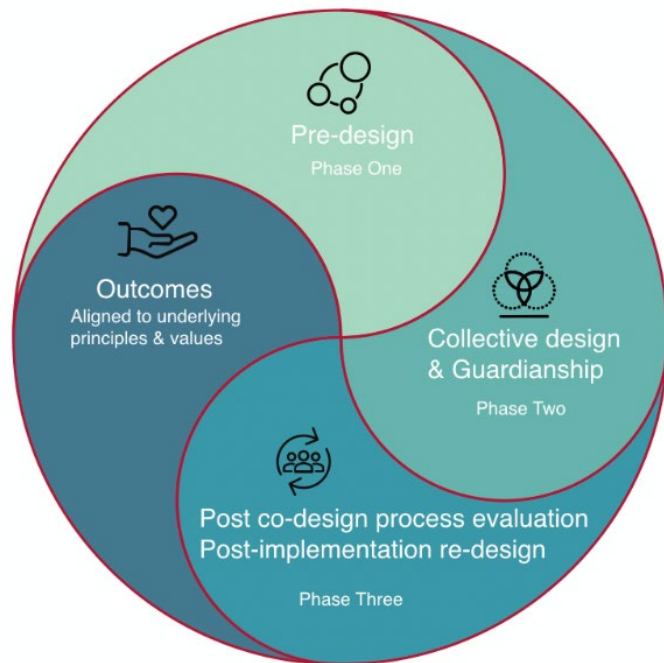 Pre-design
Phase One
Outcomes
Aligned to underlying
principles & values
Collective design
& Guardianship
Phase Two
Post co-design process evaluation
Post-implementation re-design
Phase Three